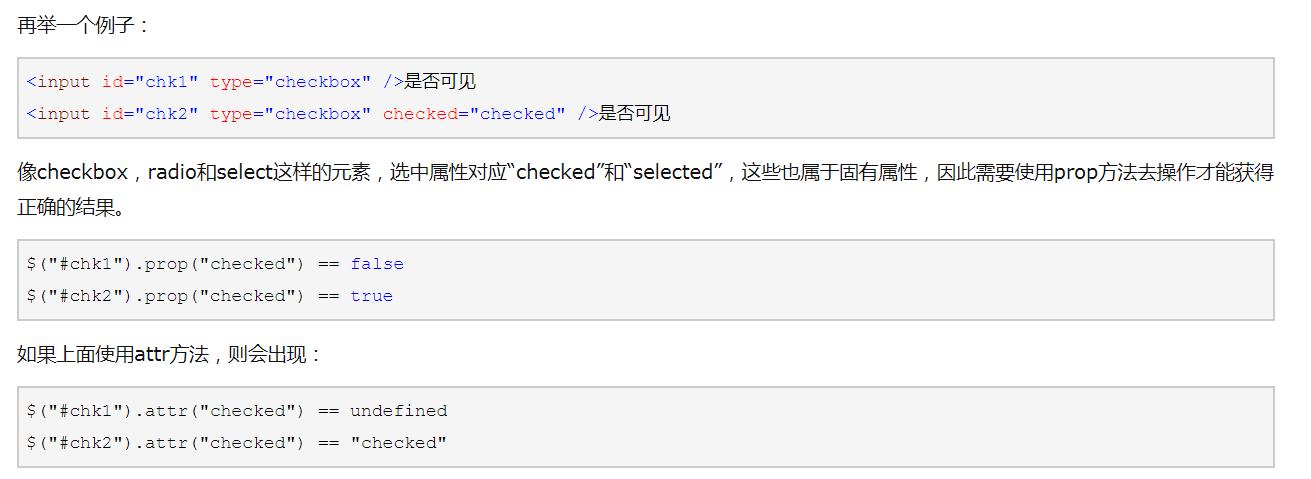 再举一个例子：
<input id="chk1" type="checkbox" />是否可见
<input id="chk2" type="checkbox" checked="checked" />是否可见
像checkbox，radio和select这样的元素，选中属性对应“checked”和“selected”，这些也属于固有属性，因此需要使用prop方法去操作才能获得
正确的结果。
$("#chk1").prop("checked") == false
$("#chk2").prop("checked") == true
如果上面使用attr方法，则会出现：
$("#chk1").attr("checked") == undefined
$("#chk2").attr("checked") == "checked"